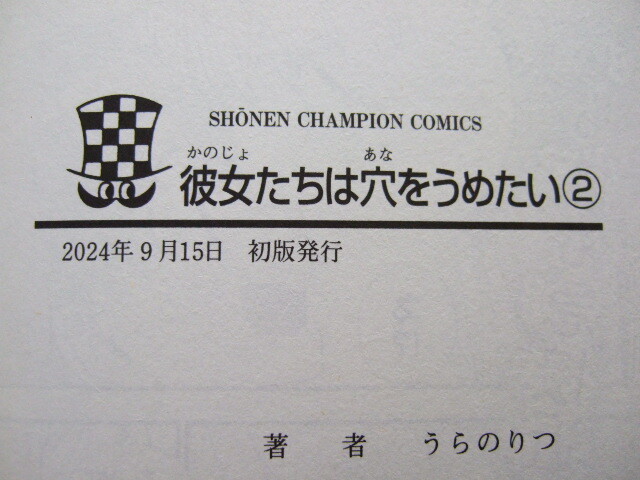 SHŌNEN CHAMPION COMICS
かのじょ あな
彼女たちは穴をうめたい②
2024年9月15日 初版発行
著 者 うらのりつ